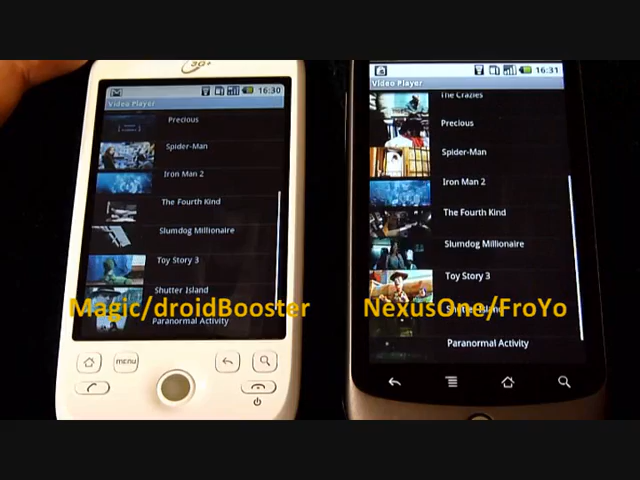 3G+
16:30
Video Player
Precious
Spider-Man
Iron Man 2
The Fourth Kind
Slumdog Millionaire
Toy Story 3
Shutter Island
Paranormal Activity
Magic/droidBooster
MENU
16:31
Video Player
The Crazies
Precious
Spider-Man
Iron Man 2
The Fourth Kind
Slumdog Millionaire
Toy Story 3
Shutter Island
NexusOne/FroYo
Paranormal Activity